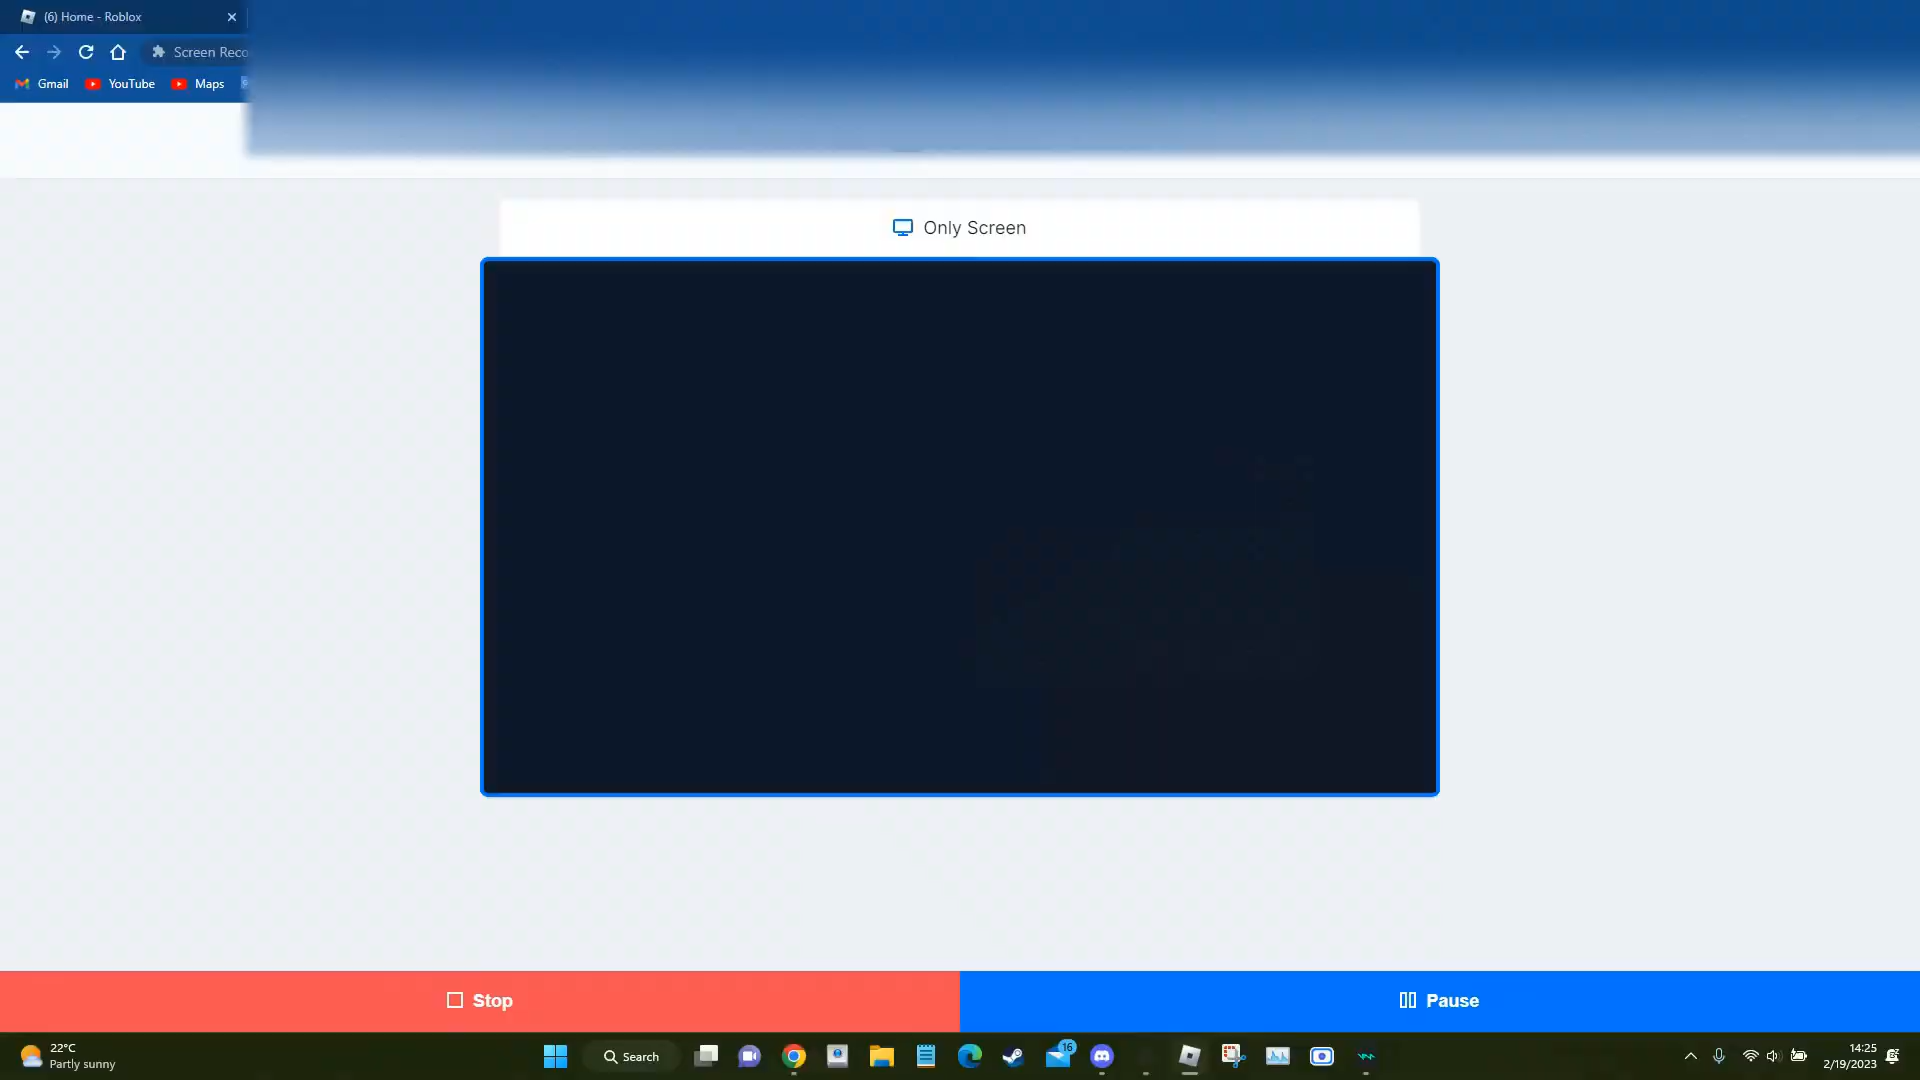 (6) Home - Roblox
Screen Reco
Gmail YouTube Maps
Only Screen
Stop
Pause
22°C
Partly sunny
Search
16
14:25
2/19/2023